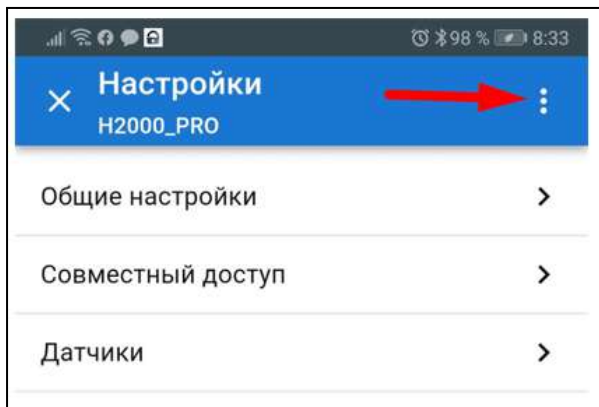 98 % 8:33
Настройки
H2000_PRO
Общие настройки
Совместный доступ
Датчики